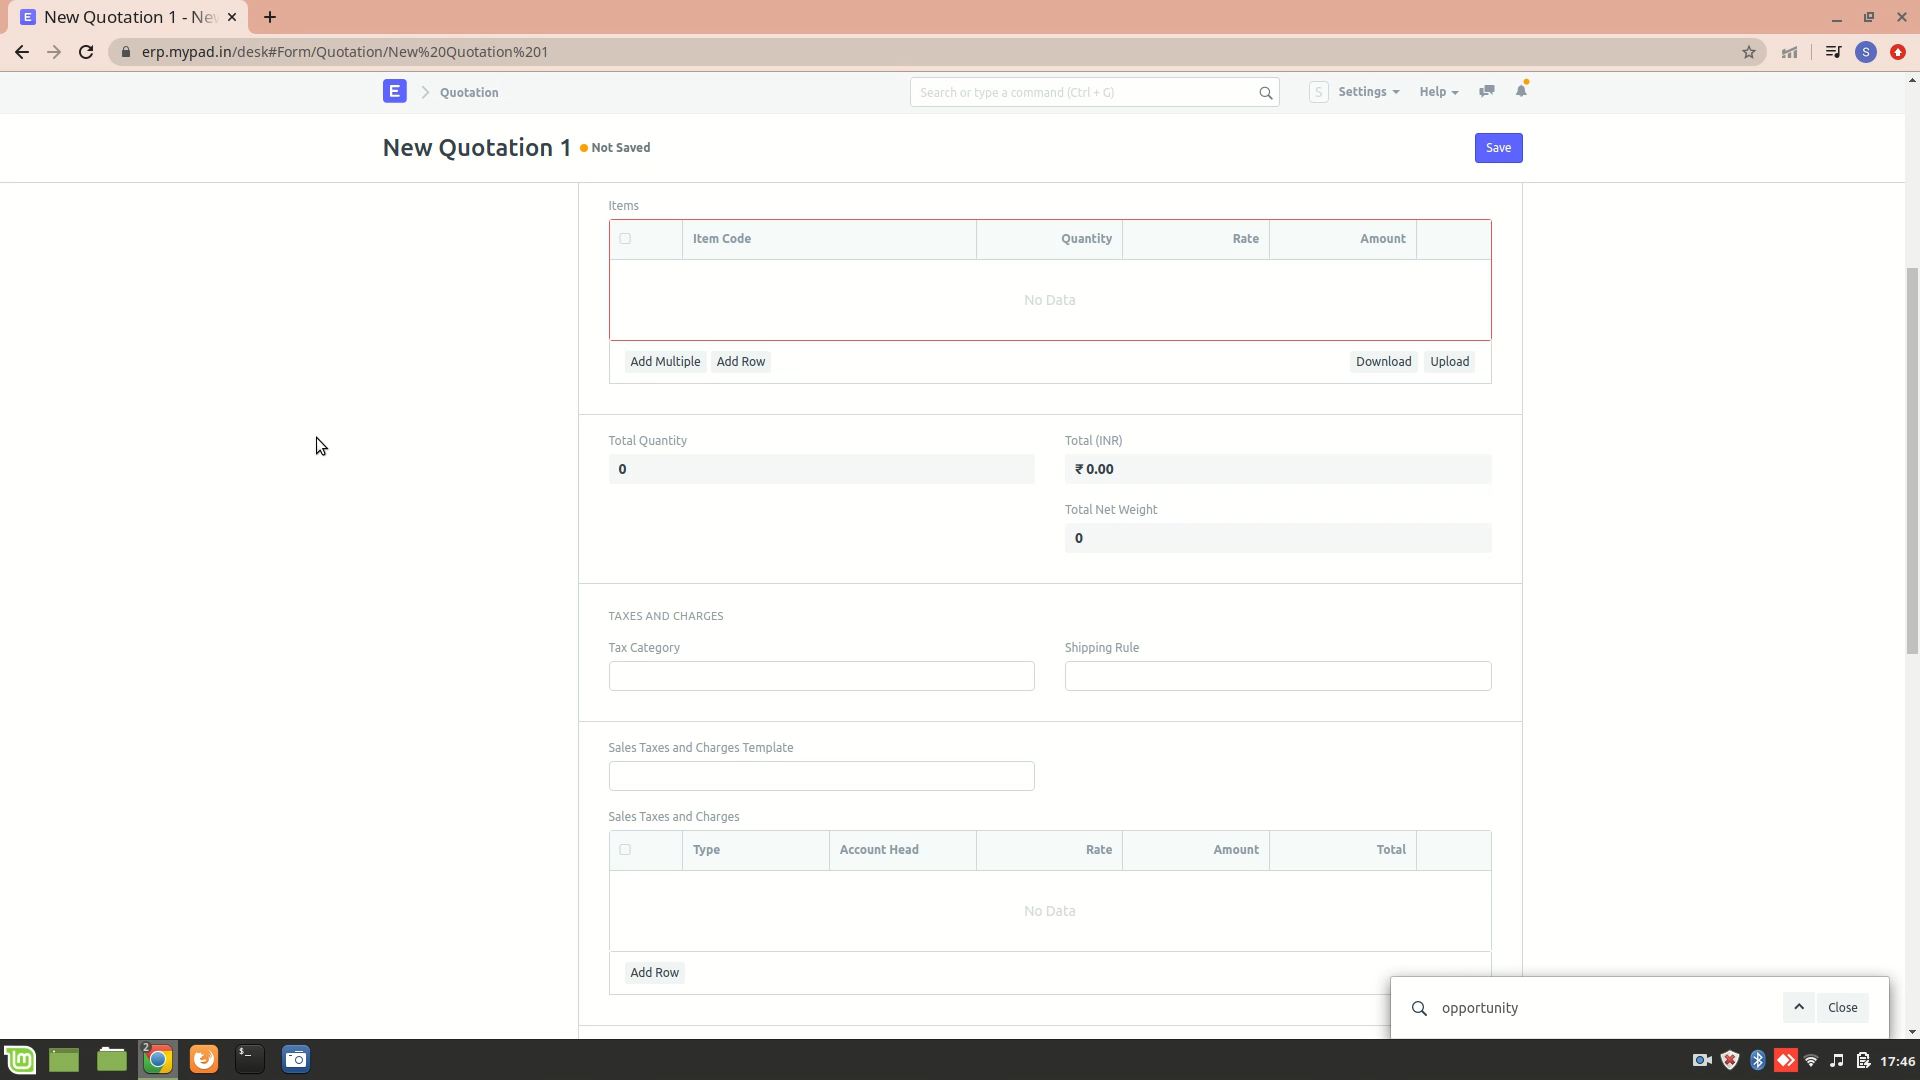 E New Quotation 1 - New
erp.mypad.in/desk#Form/Quotation/New%20Quotation%201
S
E Quotation
Search or type a command (Ctrl + G)
S Settings Help
New Quotation 1 Not Saved
Save
Items
Item Code Quantity Rate Amount
No Data
Add Multiple Add Row Download Upload
Total Quantity Total (INR)
0 ₹ 0.00
Total Net Weight
0
TAXES AND CHARGES
Tax Category Shipping Rule
Sales Taxes and Charges Template
Sales Taxes and Charges
Type Account Head Rate Amount Total
No Data
Add Row
opportunity Close
2
$_
17:46